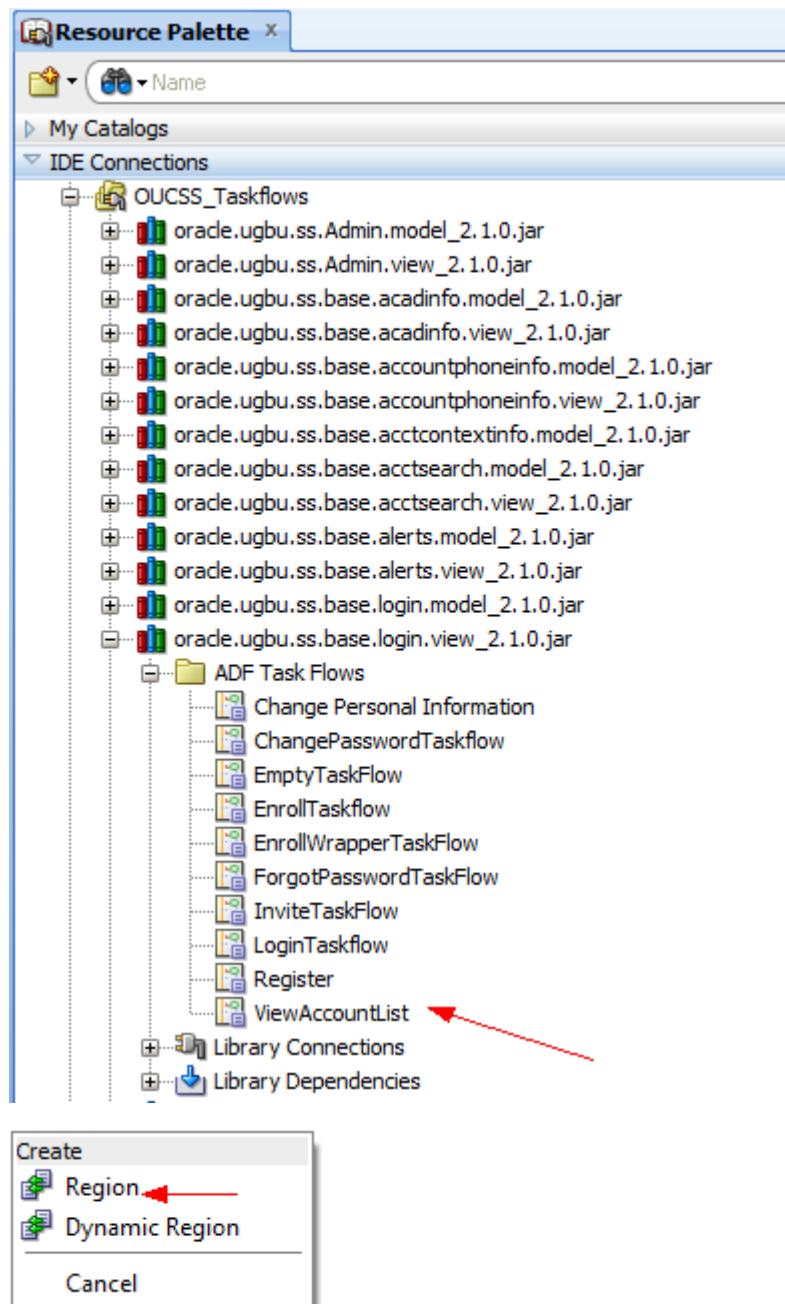 Resource Palette x
Name
My Catalogs
IDE Connections
OUCSS_Taskflows
oracle.ugbu.ss.Admin.model_2.1.0.jar
oracle.ugbu.ss.Admin.view_2.1.0.jar
oracle.ugbu.ss.base.acadinfo.model_2.1.0.jar
oracle.ugbu.ss.base.acadinfo.view_2.1.0.jar
oracle.ugbu.ss.base.accountphoneinfo.model_2.1.0.jar
oracle.ugbu.ss.base.accountphoneinfo.view_2.1.0.jar
oracle.ugbu.ss.base.acctcontextinfo.model_2.1.0.jar
oracle.ugbu.ss.base.acctsearch.model_2.1.0.jar
oracle.ugbu.ss.base.acctsearch.view_2.1.0.jar
oracle.ugbu.ss.base.alerts.model_2.1.0.jar
oracle.ugbu.ss.base.alerts.view_2.1.0.jar
oracle.ugbu.ss.base.login.model_2.1.0.jar
oracle.ugbu.ss.base.login.view_2.1.0.jar
ADF Task Flows
Change Personal Information
ChangePasswordTaskflow
EmptyTaskFlow
EnrollTaskflow
EnrollWrapperTaskFlow
ForgotPasswordTaskFlow
InviteTaskFlow
LoginTaskflow
Register
ViewAccountList
Library Connections
Library Dependencies
Create
Region
Dynamic Region
Cancel